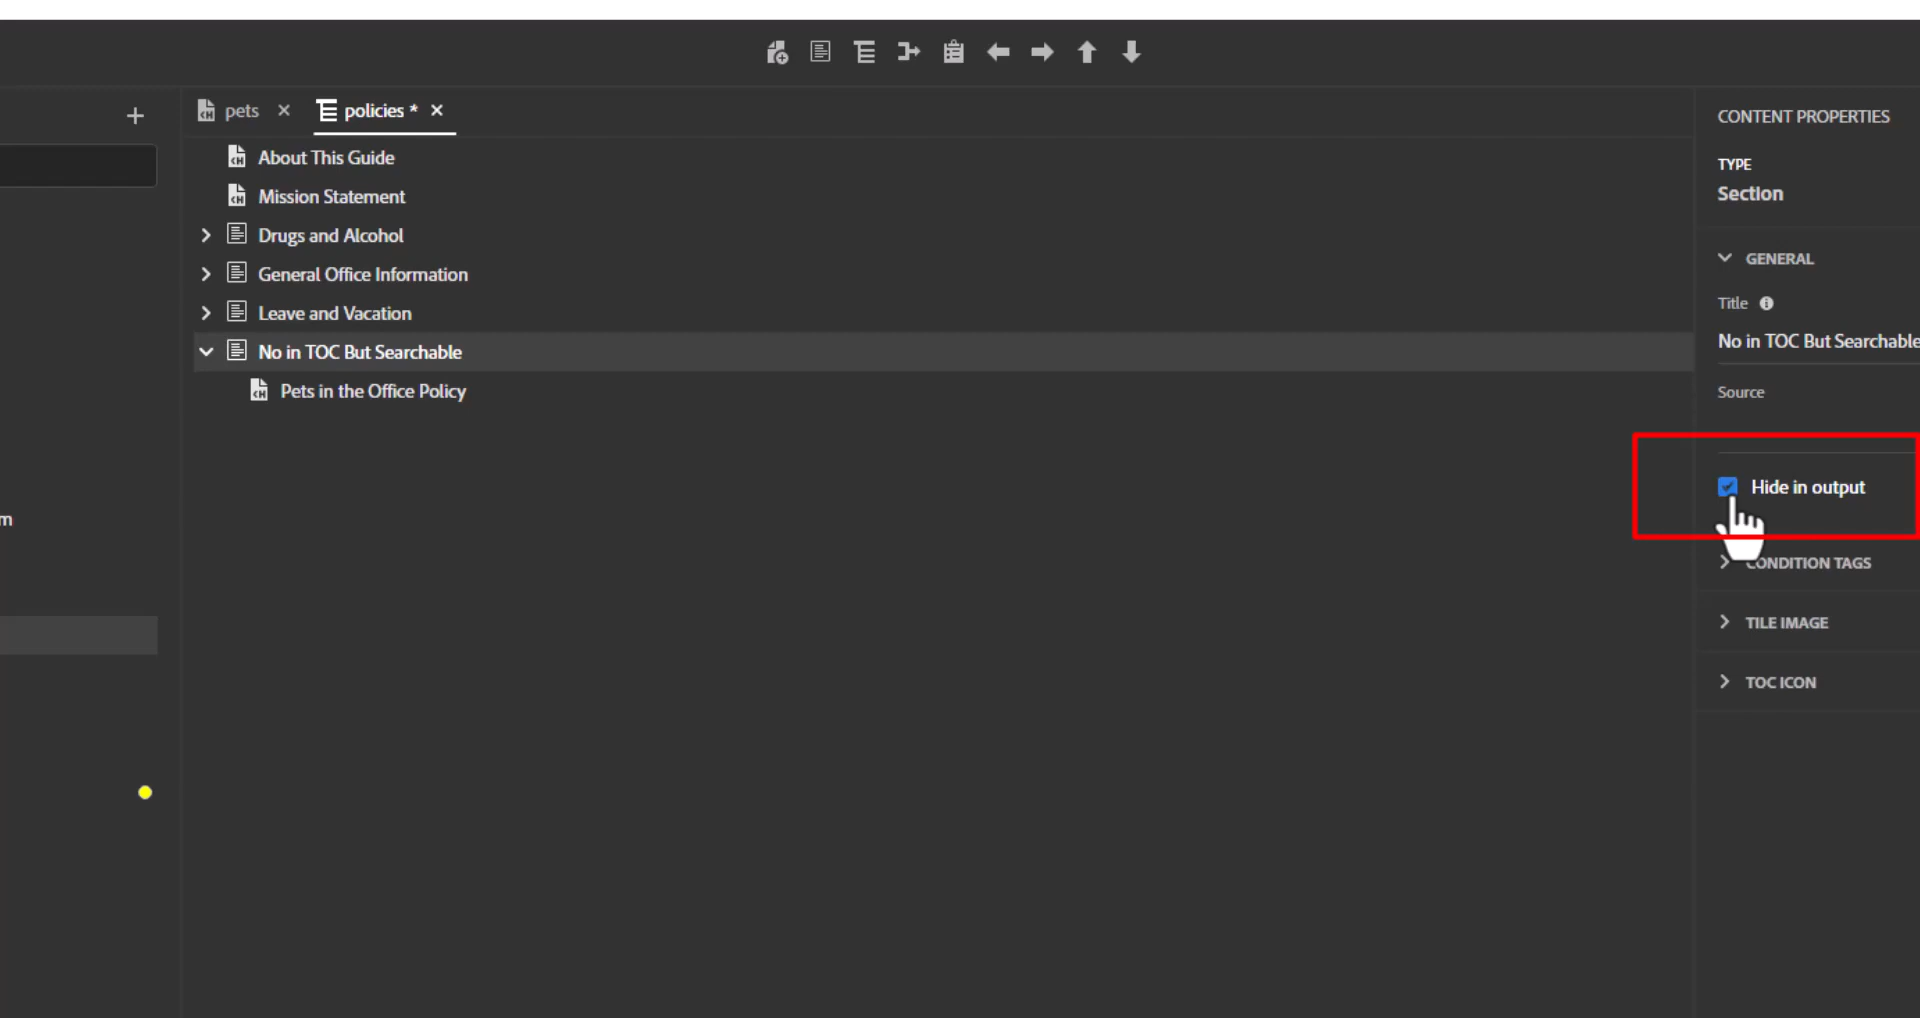 pets
policies *
About This Guide
Mission Statement
Drugs and Alcohol
General Office Information
Leave and Vacation
No in TOC But Searchable
Pets in the Office Policy
m
CONTENT PROPERTIES
TYPE
Section
GENERAL
Title
No in TOC But Searchable
Source
Hide in output
CONDITION TAGS
TILE IMAGE
TOC ICON